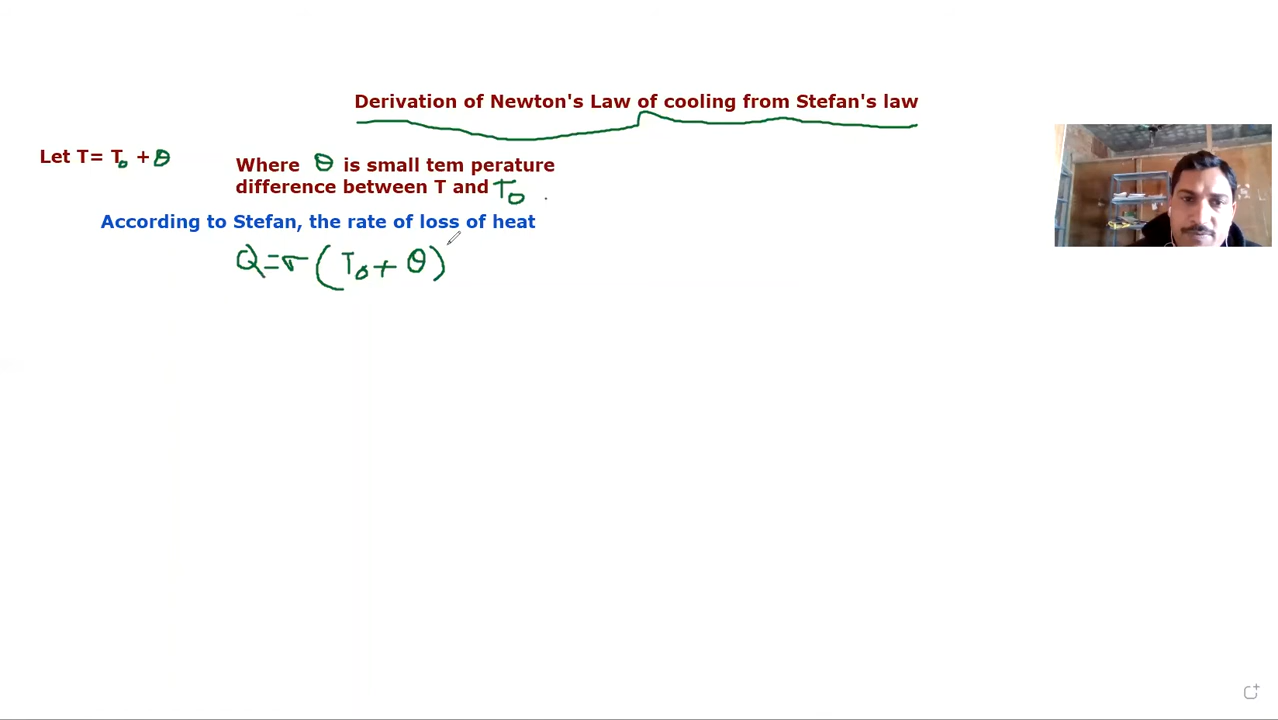 Derivation of Newton's Law of cooling from Stefan's law
Let T= T₀ + θ
Where θ is small tem perature
difference between T and T₀
According to Stefan, the rate of loss of heat
Q=σ(T₀+θ)